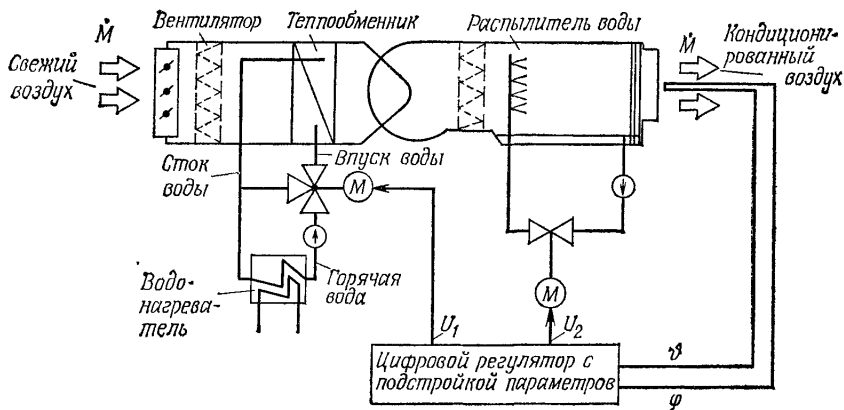 Вентилятор
Теплообменник
Распылитель воды
Кондициони-
рованный
воздух
Ṁ
Ṁ
Свежий
воздух
Сток
воды
Впуск воды
М
Горячая
вода
Водо-
нагрева-
тель
М
U₁
U₂
Цифровой регулятор с
подстройкой параметров
ϑ
φ